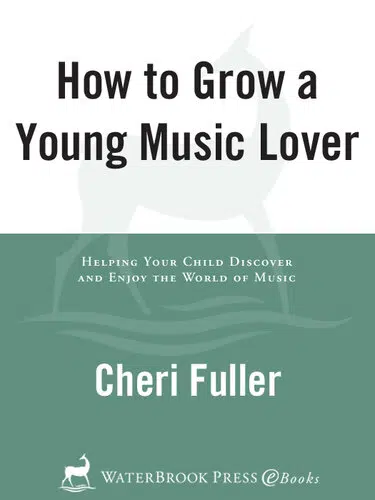 How to Grow a
Young Music Lover
Helping Your Child Discover
and Enjoy the World of Music
Cheri Fuller
WaterBrook Press eBooks